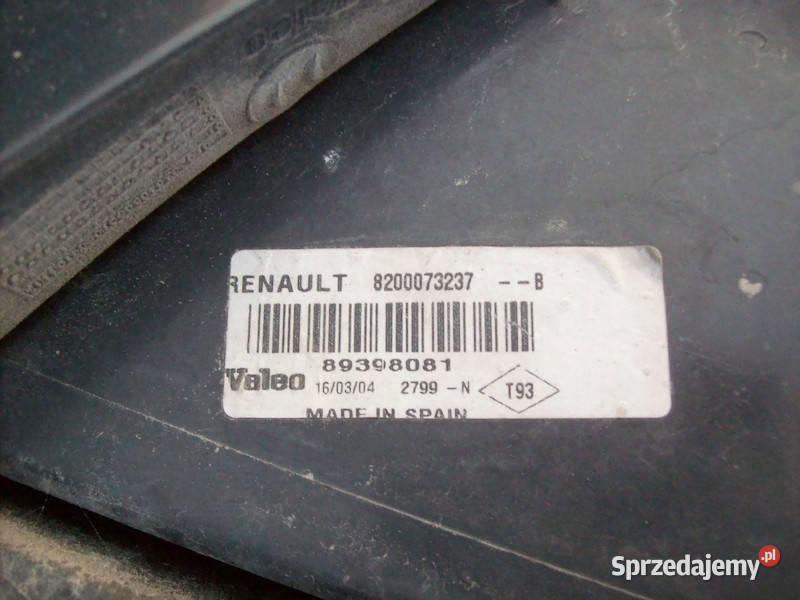 RENAULT 8200073237 --B
89398081
Valeo 16/03/04 2799 -N T93
MADE IN SPAIN
Sprzedajemy.pl